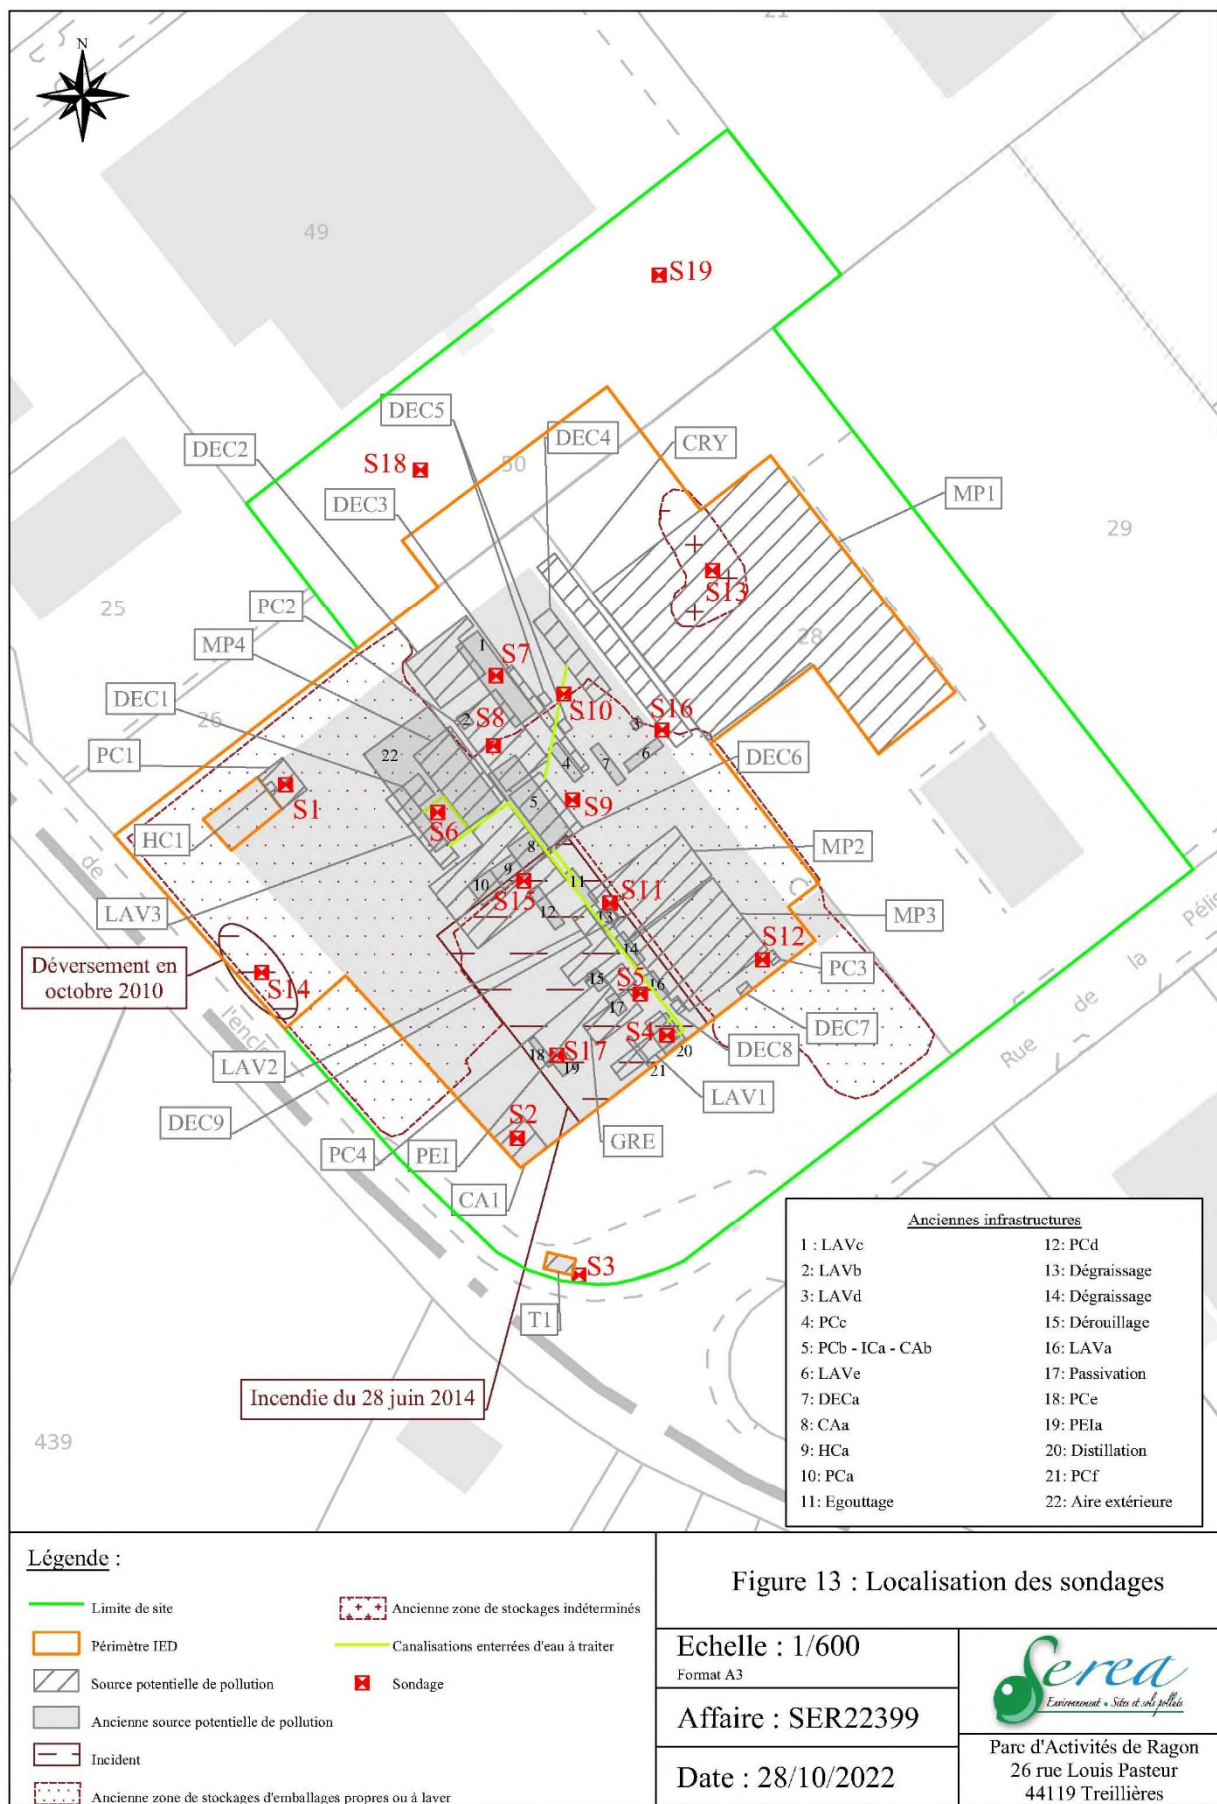 21
N
49
S19
DEC5
DEC4
CRY
DEC2
S18
50
MP1
DEC3
29
S13
25
PC2
28
MP4
1
S7
DEC1
26
2
S8
S10
3
S16
PC1
22
4
7
6
DEC6
S1
S6
5
S9
HC1
8
MP2
9
10
S15
11
S11
LAV3
12
13
MP3
de
Déversement en
octobre 2010
S14
14
S12
PC3
la
Pélic
15
S5
16
DEC7
l'encl
17
S4
20
DEC8
Rue
de
LAV2
18
S17
19
21
LAV1
DEC9
S2
GRE
PC4
PEI
CA1
S3
T1
Incendie du 28 juin 2014
439
Anciennes infrastructures
1 : LAVc
2: LAVb
3: LAVd
4: PCc
5: PCb - ICa - CAb
6: LAVe
7: DECa
8: CAa
9: HCa
10: PCa
11: Egouttage
12: PCd
13: Dégraissage
14: Dégraissage
15: Dérouillage
16: LAVa
17: Passivation
18: PCe
19: PEIa
20: Distillation
21: PCf
22: Aire extérieure
Légende :
Limite de site
Périmètre IED
Source potentielle de pollution
Ancienne source potentielle de pollution
Incident
Ancienne zone de stockages d'emballages propres ou à laver
Ancienne zone de stockages indéterminés
Canalisations enterrées d'eau à traiter
Sondage
Figure 13 : Localisation des sondages
Echelle : 1/600
Format A3
Affaire : SER22399
Date : 28/10/2022
Serea
Environnement • Sites et sols pollués
Parc d'Activités de Ragon
26 rue Louis Pasteur
44119 Treillières